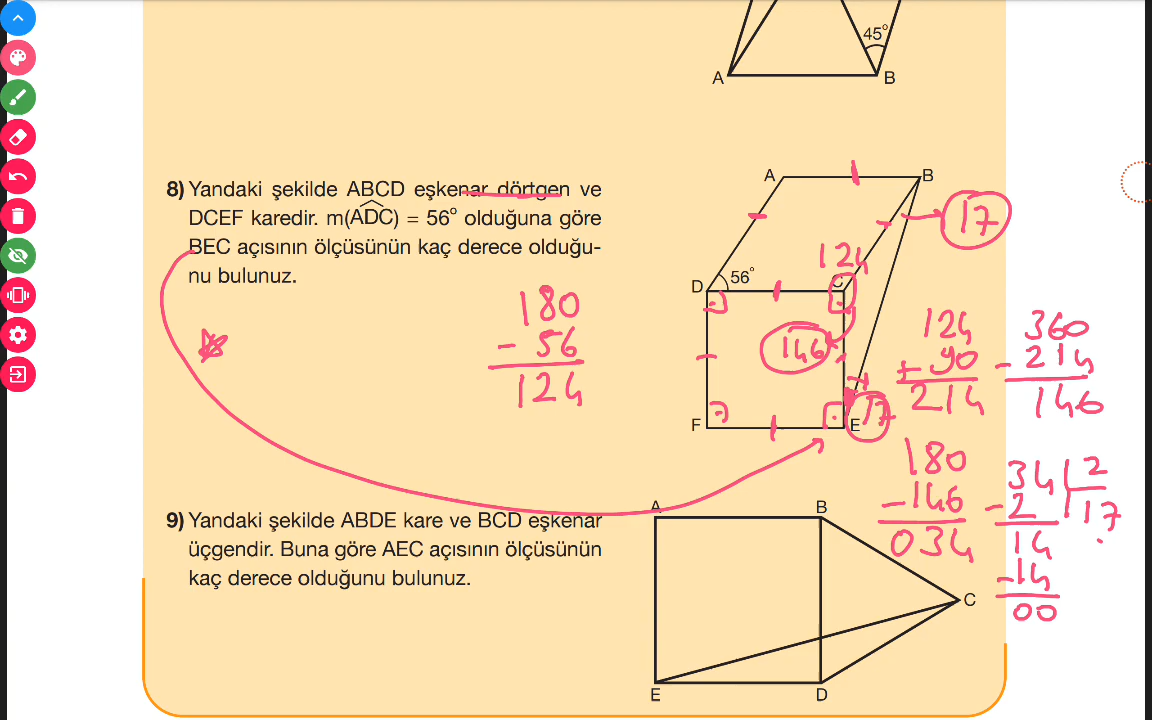 45°
A
B
8) Yandaki şekilde ABCD eşkenar dörtgen ve
DCEF karedir. m(ADC) = 56° olduğuna göre
BEC açısının ölçüsünün kaç derece olduğu-
nu bulunuz.
A
B
17
124
D
56°
C
146
F
E
17
180
- 56
124
124
+ 90
214
360
- 214
146
180
- 146
034
34 2
- 2 17
14
- 14
00
9) Yandaki şekilde ABDE kare ve BCD eşkenar
üçgendir. Buna göre AEC açısının ölçüsünün
kaç derece olduğunu bulunuz.
A
B
C
E
D